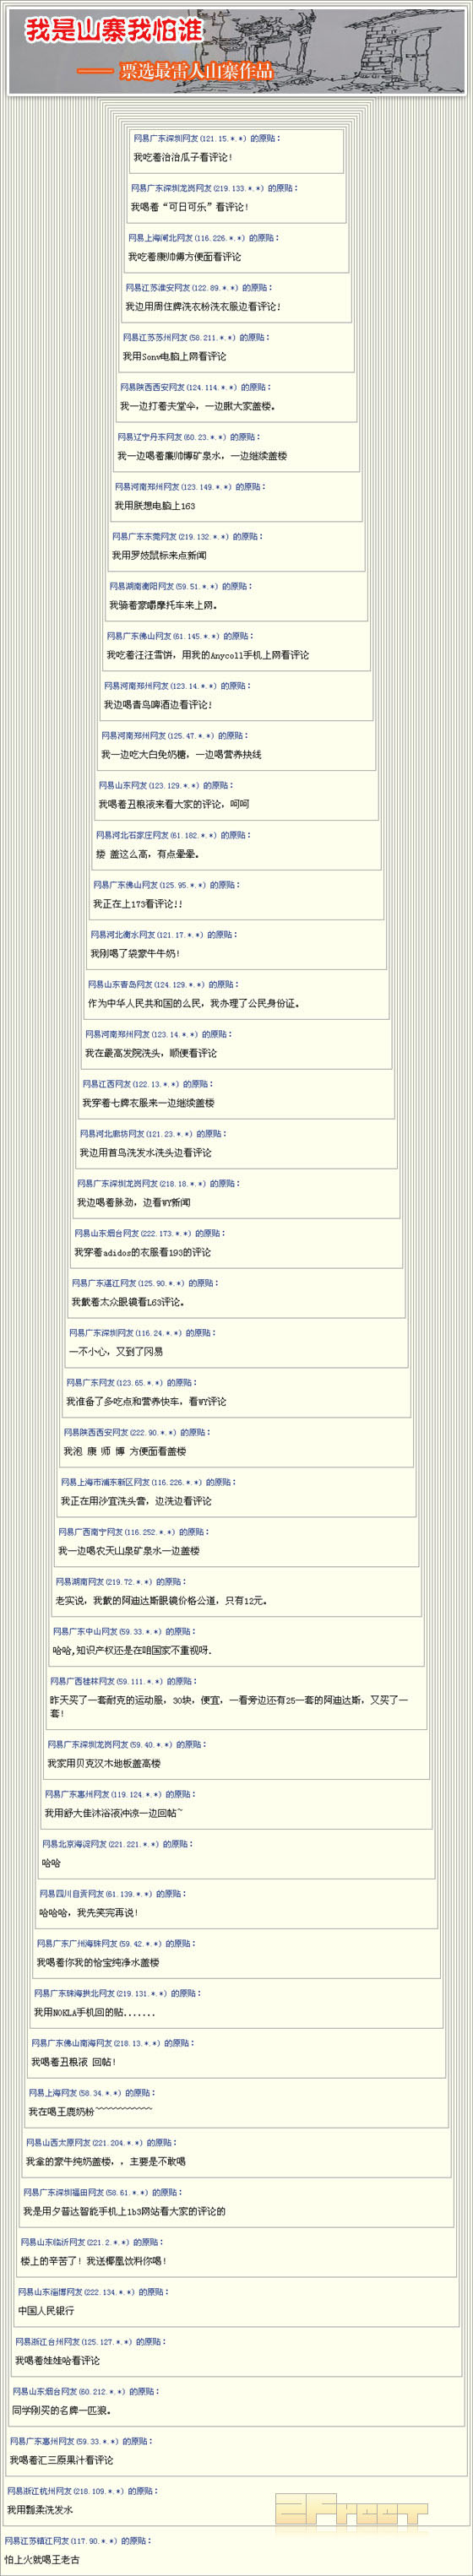 我是山寨我怕谁
—— 票选最雷人山寨作品
网易广东深圳网友(121.15.*.*) 的原贴：
我吃着治治瓜子看评论!
网易广东深圳龙岗网友(219.133.*.*) 的原贴：
我喝着“可日可乐”看评论!
网易上海闸北网友(116.226.*.*) 的原贴：
我吃着康帅傅方便面看评论
网易江苏淮安网友(122.89.*.*) 的原贴：
我边用周住牌洗衣粉洗衣服边看评论!
网易江苏苏州网友(58.211.*.*) 的原贴：
我用Sonw电脑上网看评论
网易陕西西安网友(124.114.*.*) 的原贴：
我一边打着夫堂伞，一边瞅大家盖楼。
网易辽宁丹东网友(60.23.*.*) 的原贴：
我一边喝着廉帅博矿泉水，一边继续盖楼
网易河南郑州网友(123.149.*.*) 的原贴：
我用朕想电脑上163
网易广东东莞网友(219.132.*.*) 的原贴：
我用罗妓鼠标来点新闻
网易湖南衡阳网友(59.51.*.*) 的原贴：
我骑着豪嚼摩托车来上网。
网易广东佛山网友(61.145.*.*) 的原贴：
我吃着汪汪雪饼，用我的Anycoll手机上网看评论
网易河南郑州网友(123.14.*.*) 的原贴：
我边喝青鸟啤酒边看评论!
网易河南郑州网友(125.47.*.*) 的原贴：
我一边吃大白免奶糖，一边喝营养抉线
网易山东网友(123.129.*.*) 的原贴：
我喝着丑粮液来看大家的评论，呵呵
网易河北石家庄网友(61.182.*.*) 的原贴：
搂 盖这么高，有点晕晕。
网易广东佛山网友(125.95.*.*) 的原贴：
我正在上173看评论!!
网易河北衡水网友(121.17.*.*) 的原贴：
我刚喝了袋蒙牛牛奶!
网易山东青岛网友(124.129.*.*) 的原贴：
作为中华人民共和国的么民，我办理了公民身份证。
网易河南郑州网友(123.14.*.*) 的原贴：
我在最高发院洗头，顺便看评论
网易江西网友(122.13.*.*) 的原贴：
我穿着七牌衣服来一边继续盖楼
网易河北廊坊网友(121.23.*.*) 的原贴：
我边用首鸟洗发水洗头边看评论
网易广东深圳龙岗网友(218.18.*.*) 的原贴：
我边喝着脉劲，边看WY新闻
网易山东烟台网友(222.173.*.*) 的原贴：
我穿着adidos的衣服看193的评论
网易广东湛江网友(125.90.*.*) 的原贴：
我戴着太众眼镜看L63评论。
网易广东深圳网友(116.24.*.*) 的原贴：
一不小心，又到了冈易
网易广东网友(123.65.*.*) 的原贴：
我准备了多吃点和营养快车，看WY评论
网易陕西西安网友(222.90.*.*) 的原贴：
我泡 康 师 博 方便面看盖楼
网易上海市浦东新区网友(116.226.*.*) 的原贴：
我正在用沙宜洗头膏，边洗边看评论
网易广西南宁网友(116.252.*.*) 的原贴：
我一边喝农天山泉矿泉水一边盖楼
网易湖南网友(219.72.*.*) 的原贴：
老实说，我戴的阿迪达斯眼镜价格公道，只有12元。
网易广东中山网友(59.33.*.*) 的原贴：
哈哈,知识产权还是在咱国家不重视呀.
网易广西桂林网友(59.111.*.*) 的原贴：
昨天买了一套耐克的运动服，30块，便宜，一看旁边还有25一套的阿迪达斯，又买了一
套!
网易广东深圳龙岗网友(59.40.*.*) 的原贴：
我家用贝克汉木地板盖高楼
网易广东惠州网友(119.124.*.*) 的原贴：
我用舒大佳沐浴液冲凉一边回帖~
网易北京海淀网友(221.221.*.*) 的原贴：
哈哈
网易四川自贡网友(61.139.*.*) 的原贴：
哈哈哈，我先笑完再说!
网易广东广州海珠网友(59.42.*.*) 的原贴：
我喝着你我的恰宝纯净水盖楼
网易广东珠海拱北网友(219.131.*.*) 的原贴：
我用NOKLA手机回的贴.......
网易广东佛山南海网友(218.13.*.*) 的原贴：
我喝着丑粮液 回帖!
网易上海网友(58.34.*.*) 的原贴：
我在喝王鹿奶粉~~~~~~~~~~~~
网易山西太原网友(221.204.*.*) 的原贴：
我拿的蒙牛纯奶盖楼，，主要是不敢喝
网易广东深圳福田网友(58.61.*.*) 的原贴：
我是用夕普达智能手机上1b3网站看大家的评论的
网易山东临沂网友(221.2.*.*) 的原贴：
楼上的辛苦了! 我送椰凰饮料你喝!
网易山东淄博网友(222.134.*.*) 的原贴：
中国入民银行
网易浙江台州网友(125.127.*.*) 的原贴：
我喝着娃娃哈看评论
网易山东烟台网友(60.212.*.*) 的原贴：
同学刚买的名牌一匹狼。
网易广东惠州网友(59.33.*.*) 的原贴：
我喝着汇三原果汁看评论
网易浙江杭州网友(218.109.*.*) 的原贴：
我用飘柔洗发水
网易江苏镇江网友(117.90.*.*) 的原贴：
怕上火就喝王老古